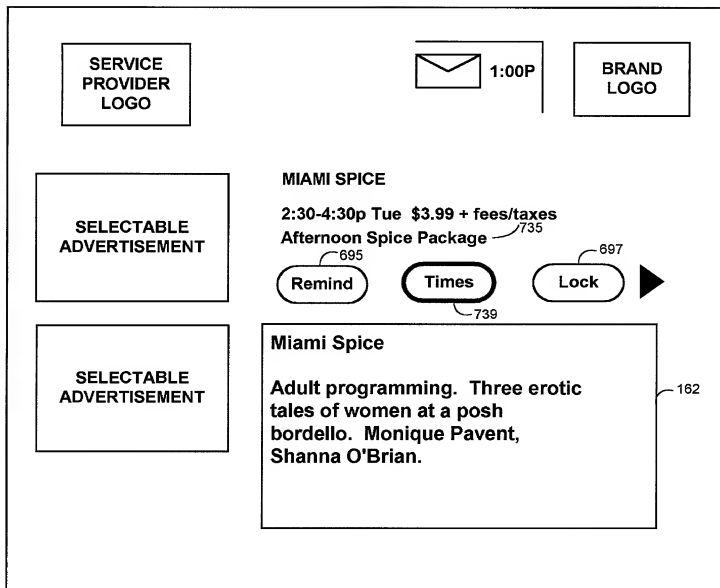 SERVICE
PROVIDER
LOGO
1:00P
BRAND
LOGO
SELECTABLE
ADVERTISEMENT
MIAMI SPICE
2:30-4:30p Tue $3.99 + fees/taxes
Afternoon Spice Package 735
695
697
Remind
Times
Lock
739
SELECTABLE
ADVERTISEMENT
Miami Spice
Adult programming. Three erotic
tales of women at a posh
bordello. Monique Pavent,
Shanna O'Brian.
162